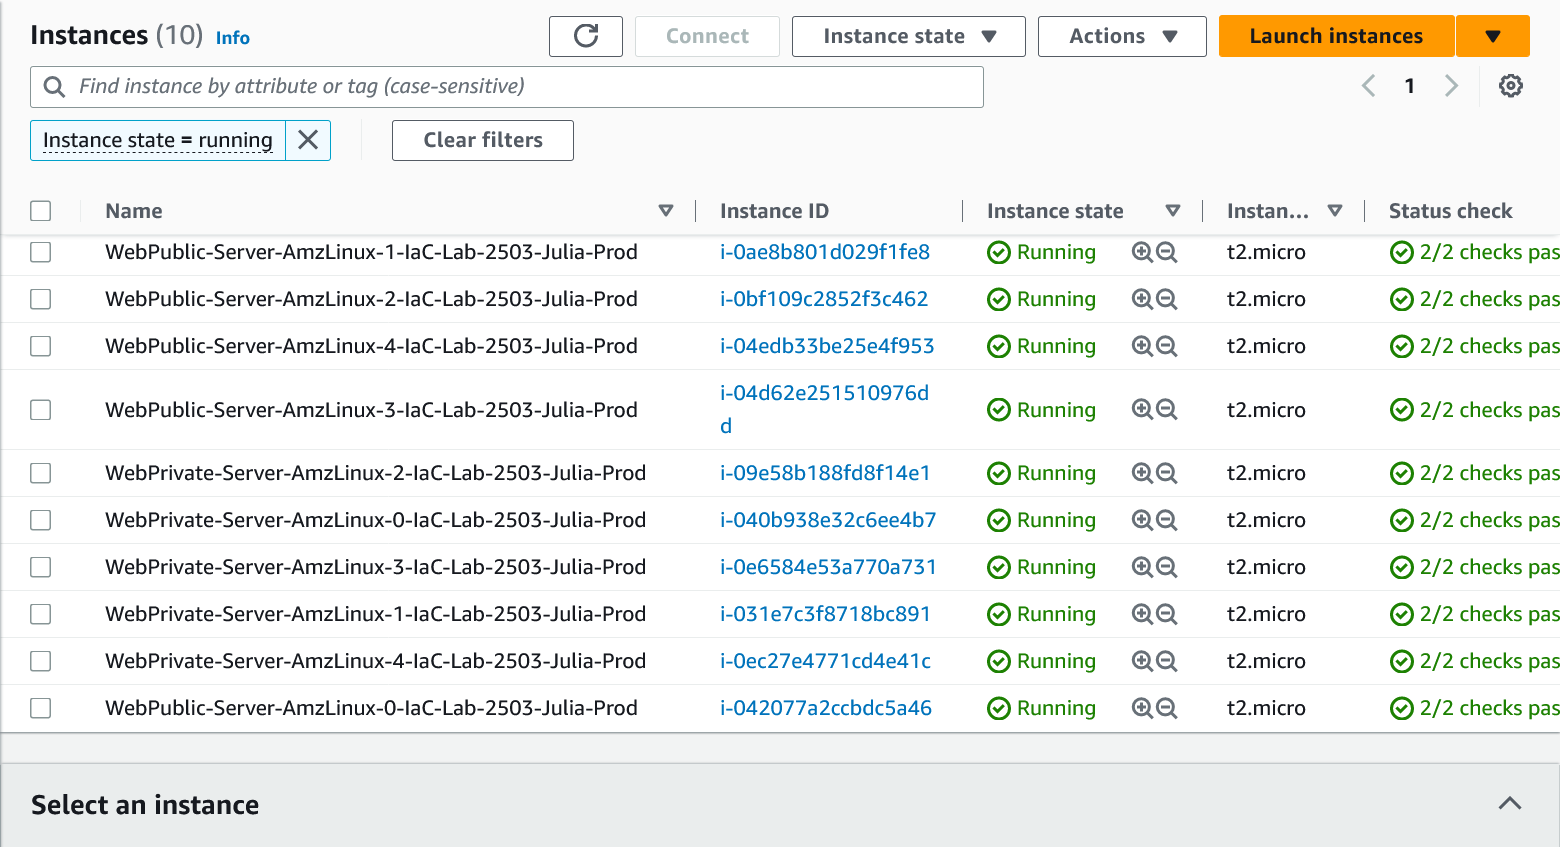 Instances (10) Info
Connect
Instance state
Actions
Launch instances
Find instance by attribute or tag (case-sensitive)
1
Instance state = running
Clear filters
Name Instance ID Instance state Instan... Status check
WebPublic-Server-AmzLinux-1-IaC-Lab-2503-Julia-Prod i-0ae8b801d029f1fe8 Running t2.micro 2/2 checks pas
WebPublic-Server-AmzLinux-2-IaC-Lab-2503-Julia-Prod i-0bf109c2852f3c462 Running t2.micro 2/2 checks pas
WebPublic-Server-AmzLinux-4-IaC-Lab-2503-Julia-Prod i-04edb33be25e4f953 Running t2.micro 2/2 checks pas
WebPublic-Server-AmzLinux-3-IaC-Lab-2503-Julia-Prod i-04d62e251510976d Running t2.micro 2/2 checks pas
d
WebPrivate-Server-AmzLinux-2-IaC-Lab-2503-Julia-Prod i-09e58b188fd8f14e1 Running t2.micro 2/2 checks pas
WebPrivate-Server-AmzLinux-0-IaC-Lab-2503-Julia-Prod i-040b938e32c6ee4b7 Running t2.micro 2/2 checks pas
WebPrivate-Server-AmzLinux-3-IaC-Lab-2503-Julia-Prod i-0e6584e53a770a731 Running t2.micro 2/2 checks pas
WebPrivate-Server-AmzLinux-1-IaC-Lab-2503-Julia-Prod i-031e7c3f8718bc891 Running t2.micro 2/2 checks pas
WebPrivate-Server-AmzLinux-4-IaC-Lab-2503-Julia-Prod i-0ec27e4771cd4e41c Running t2.micro 2/2 checks pas
WebPublic-Server-AmzLinux-0-IaC-Lab-2503-Julia-Prod i-042077a2ccbdc5a46 Running t2.micro 2/2 checks pas
Select an instance